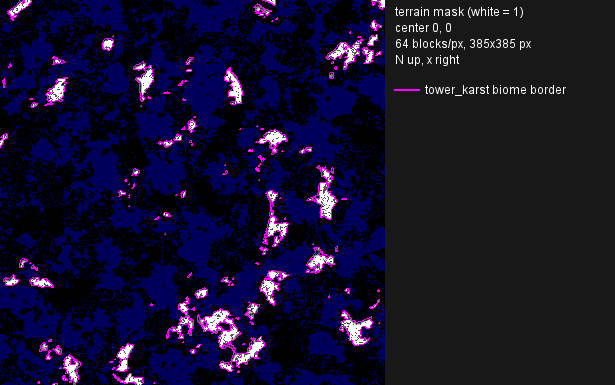 terrain mask (white = 1)
center 0, 0
64 blocks/px, 385x385 px
N up, x right
tower_karst biome border